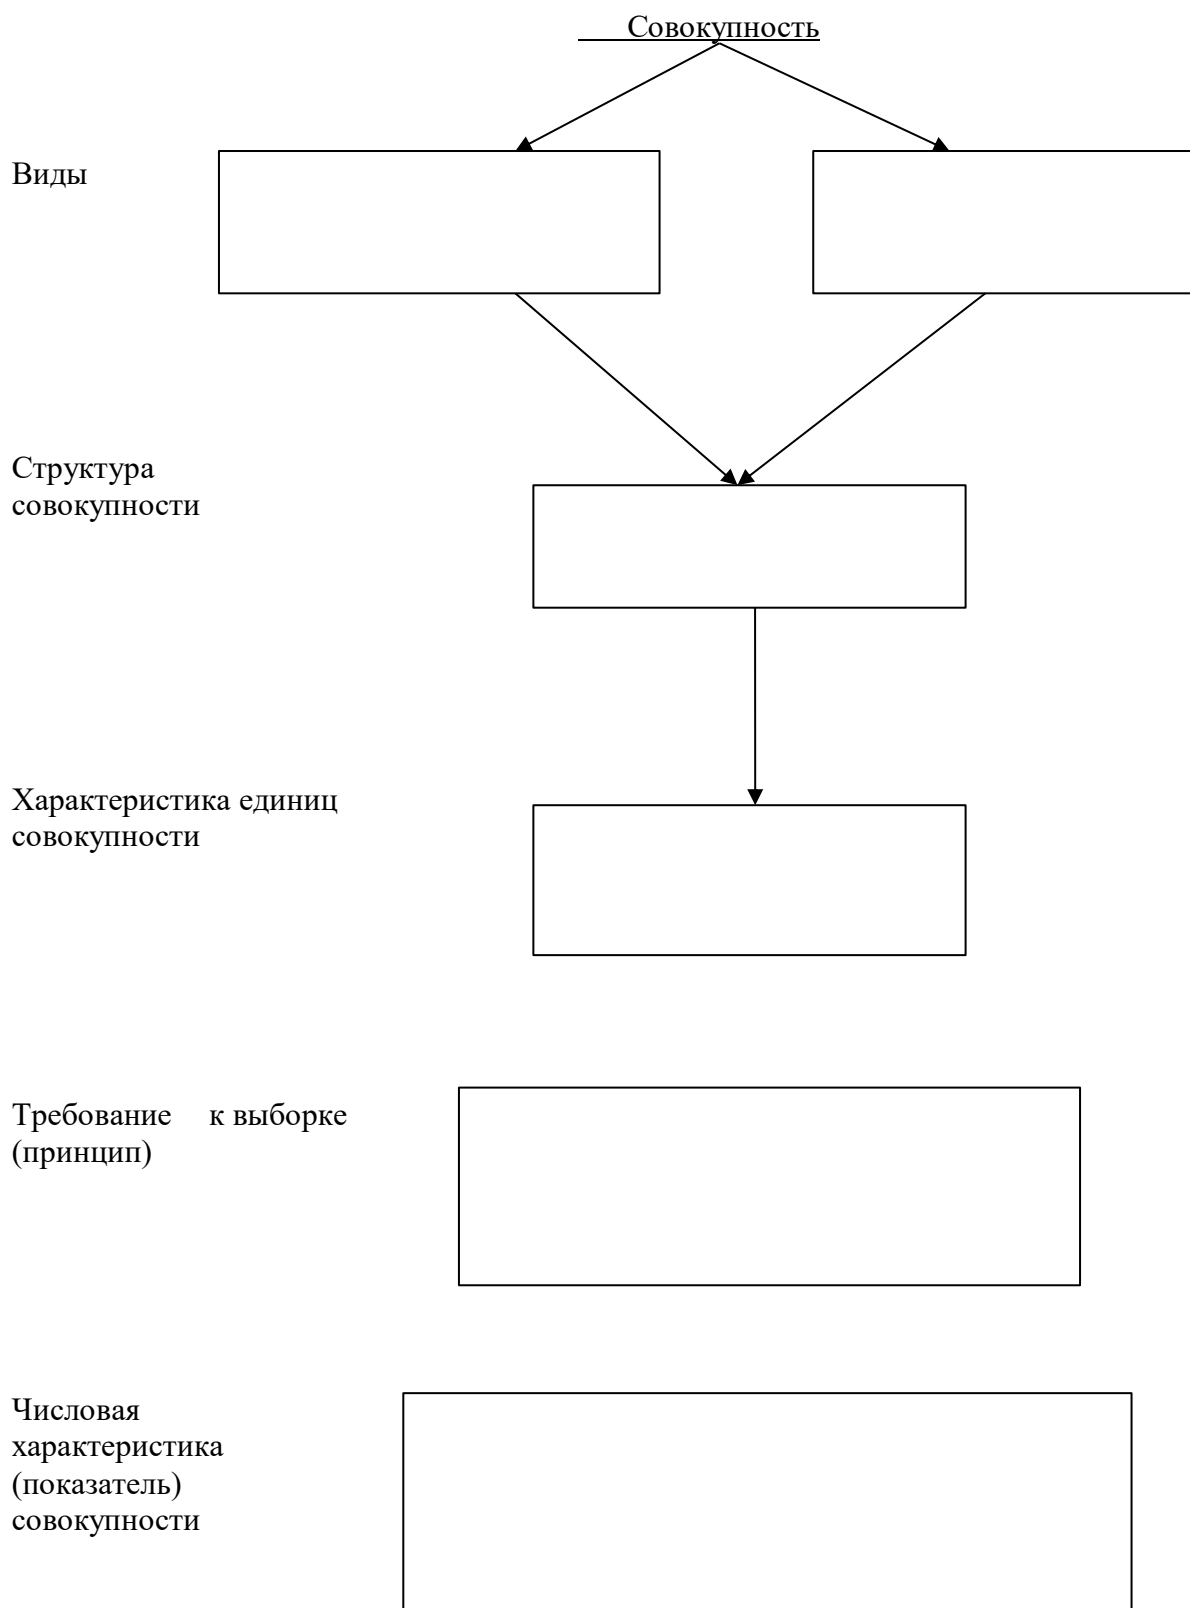 Совокупность
Виды
Структура
совокупности
Характеристика единиц
совокупности
Требование к выборке
(принцип)
Числовая
характеристика
(показатель)
совокупности